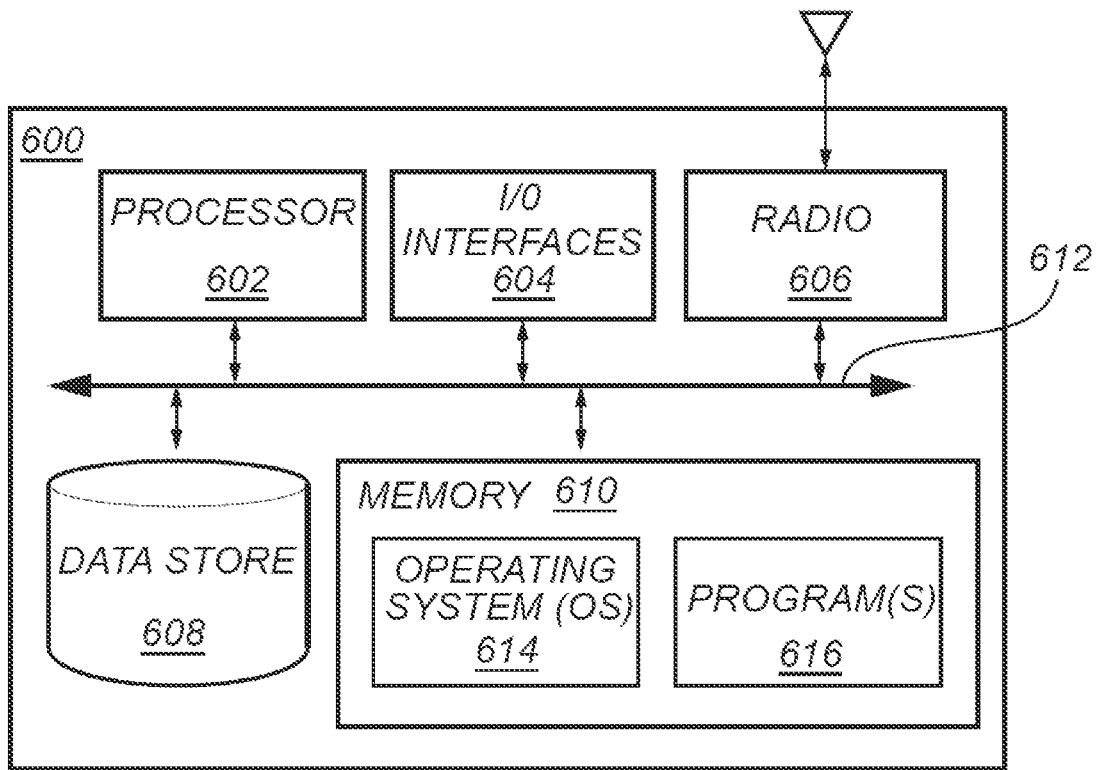 600
PROCESSOR
602
I/0
INTERFACES
604
RADIO
606
612
DATA STORE
608
MEMORY 610
OPERATING
SYSTEM (OS)
614
PROGRAM(S)
616